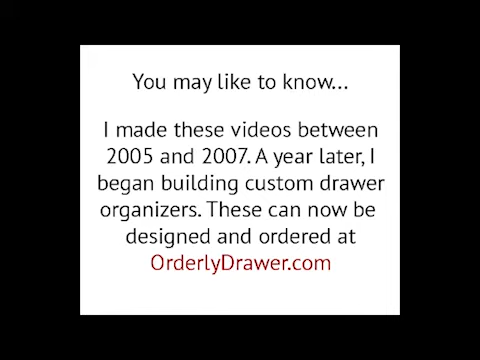 You may like to know...
I made these videos between
2005 and 2007. A year later, I
began building custom drawer
organizers. These can now be
designed and ordered at
OrderlyDrawer.com